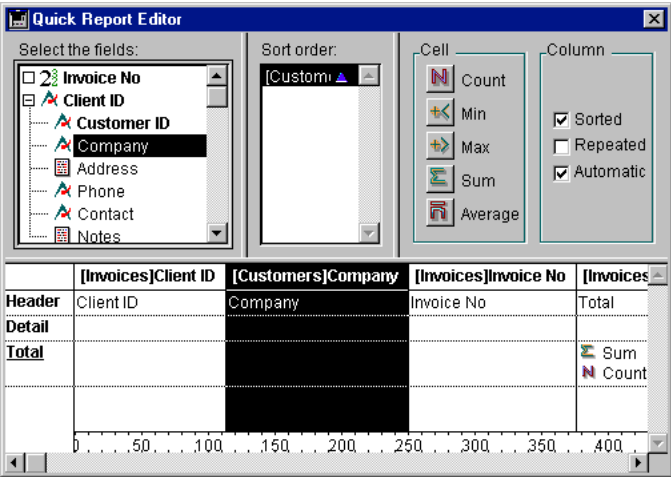 Quick Report Editor
Select the fields:
Invoice No
Client ID
Customer ID
Company
Address
Phone
Contact
Notes
Sort order:
[Custom
Cell
Count
Min
Max
Sum
Average
Column
Sorted
Repeated
Automatic
[Invoices]Client ID [Customers]Company [Invoices]Invoice No [Invoices
Header Client ID Company Invoice No Total
Detail
Total Sum
Count
0 50 100 150 200 250 300 350 400